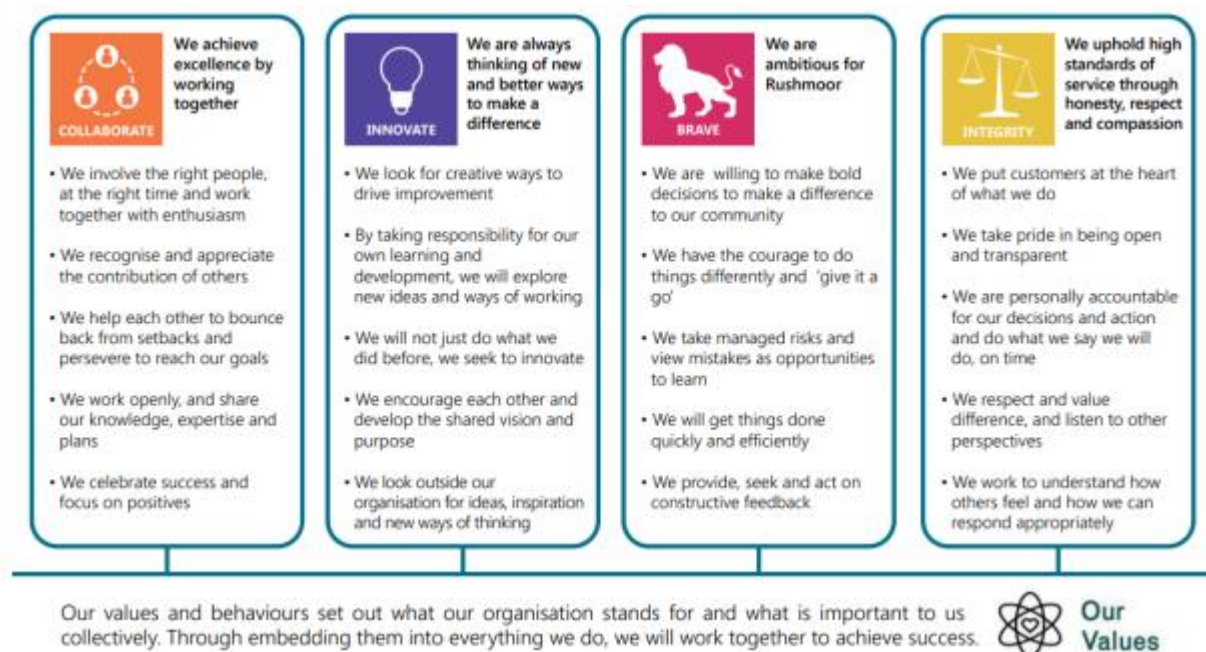 COLLABORATE
We achieve
excellence by
working
together
• We involve the right people,
at the right time and work
together with enthusiasm
• We recognise and appreciate
the contribution of others
• We help each other to bounce
back from setbacks and
persevere to reach our goals
• We work openly, and share
our knowledge, expertise and
plans
• We celebrate success and
focus on positives
INNOVATE
We are always
thinking of new
and better ways
to make a
difference
• We look for creative ways to
drive improvement
• By taking responsibility for our
own learning and
development, we will explore
new ideas and ways of working
• We will not just do what we
did before, we seek to innovate
• We encourage each other and
develop the shared vision and
purpose
• We look outside our
organisation for ideas, inspiration
and new ways of thinking
BRAVE
We are
ambitious for
Rushmoor
• We are willing to make bold
decisions to make a difference
to our community
• We have the courage to do
things differently and 'give it a
go'
• We take managed risks and
view mistakes as opportunities
to learn
• We will get things done
quickly and efficiently
• We provide, seek and act on
constructive feedback
INTEGRITY
We uphold high
standards of
service through
honesty, respect
and compassion
• We put customers at the heart
of what we do
• We take pride in being open
and transparent
• We are personally accountable
for our decisions and action
and do what we say we will
do, on time
• We respect and value
difference, and listen to other
perspectives
• We work to understand how
others feel and how we can
respond appropriately
Our values and behaviours set out what our organisation stands for and what is important to us
collectively. Through embedding them into everything we do, we will work together to achieve success.
Our
Values